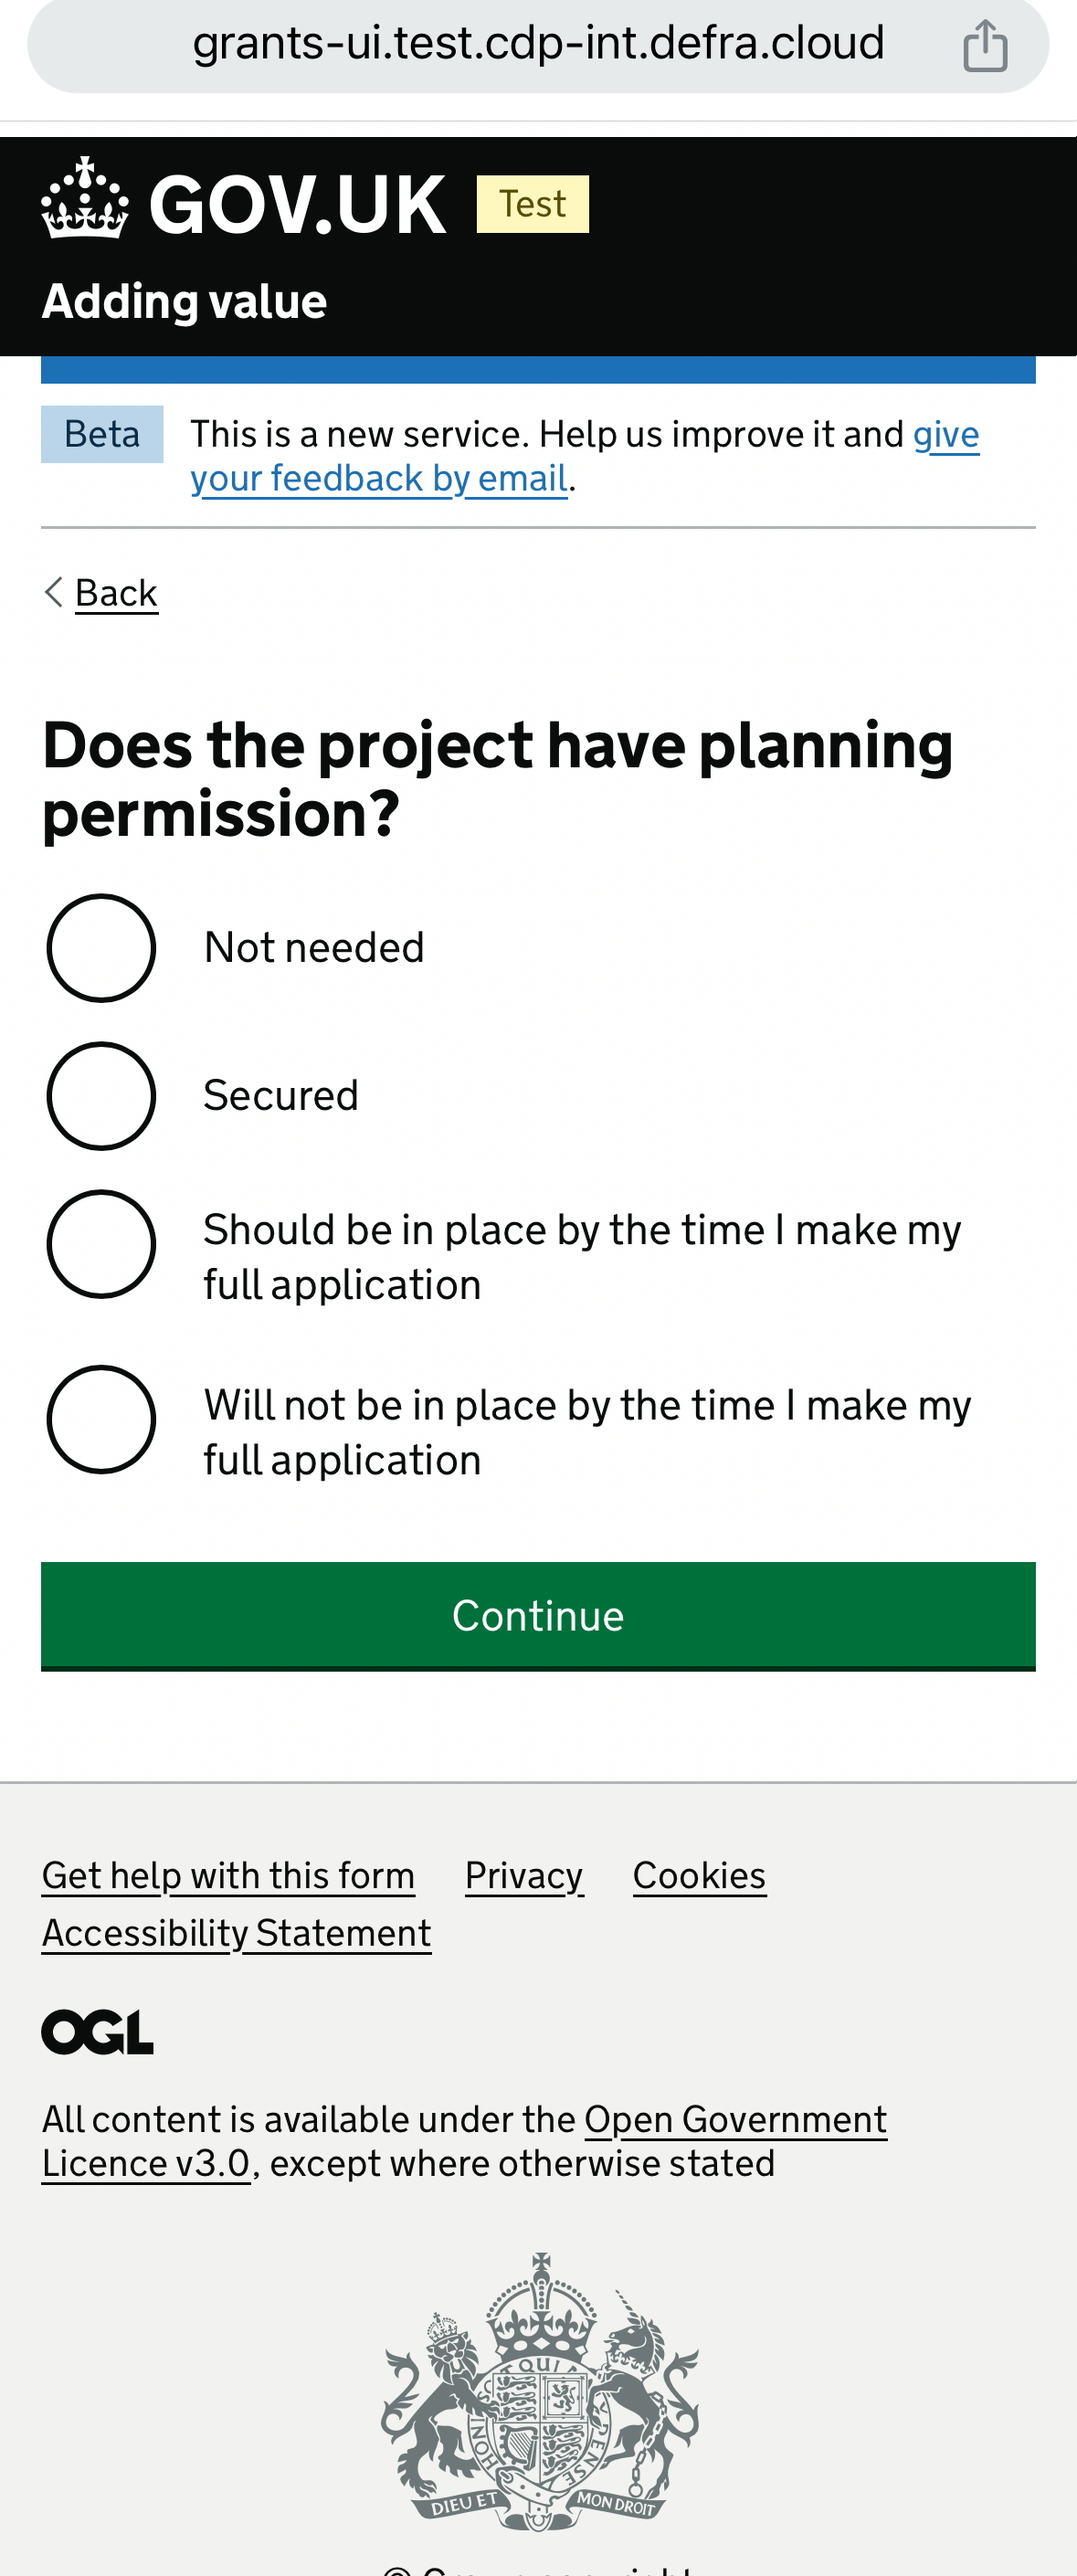 grants-ui.test.cdp-int.defra.cloud
GOV.UK Test
Adding value
Beta
This is a new service. Help us improve it and give
your feedback by email.
Back
Does the project have planning
permission?
Not needed
Secured
Should be in place by the time I make my
full application
Will not be in place by the time I make my
full application
Continue
Get help with this form Privacy Cookies
Accessibility Statement
OGL
All content is available under the Open Government
Licence v3.0, except where otherwise stated
QUI
HONI
PENSE
DIEU ET MON DROIT
© Crown copyright